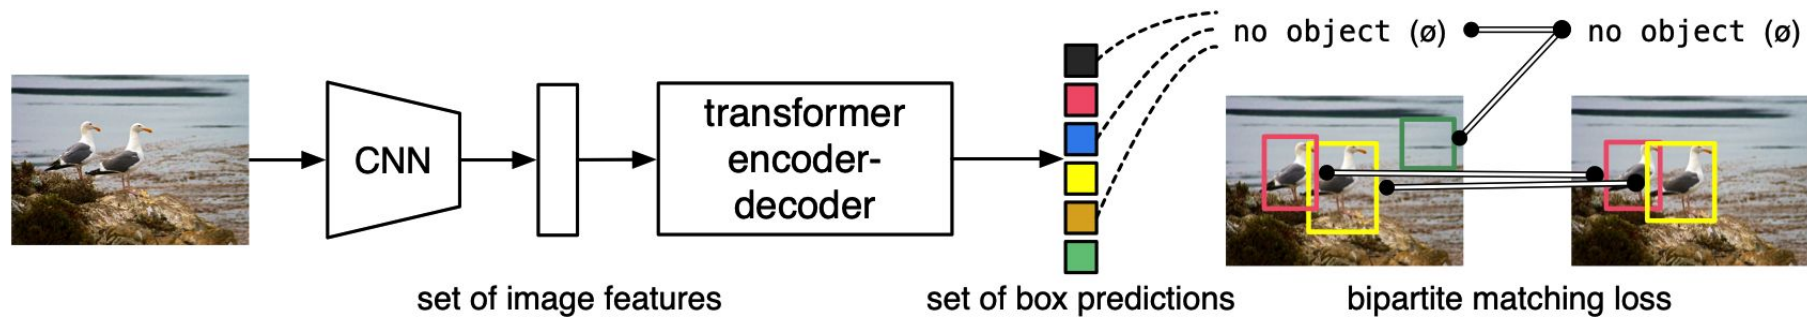 no object (ø)
no object (ø)
CNN
transformer
encoder-
decoder
set of image features
set of box predictions
bipartite matching loss